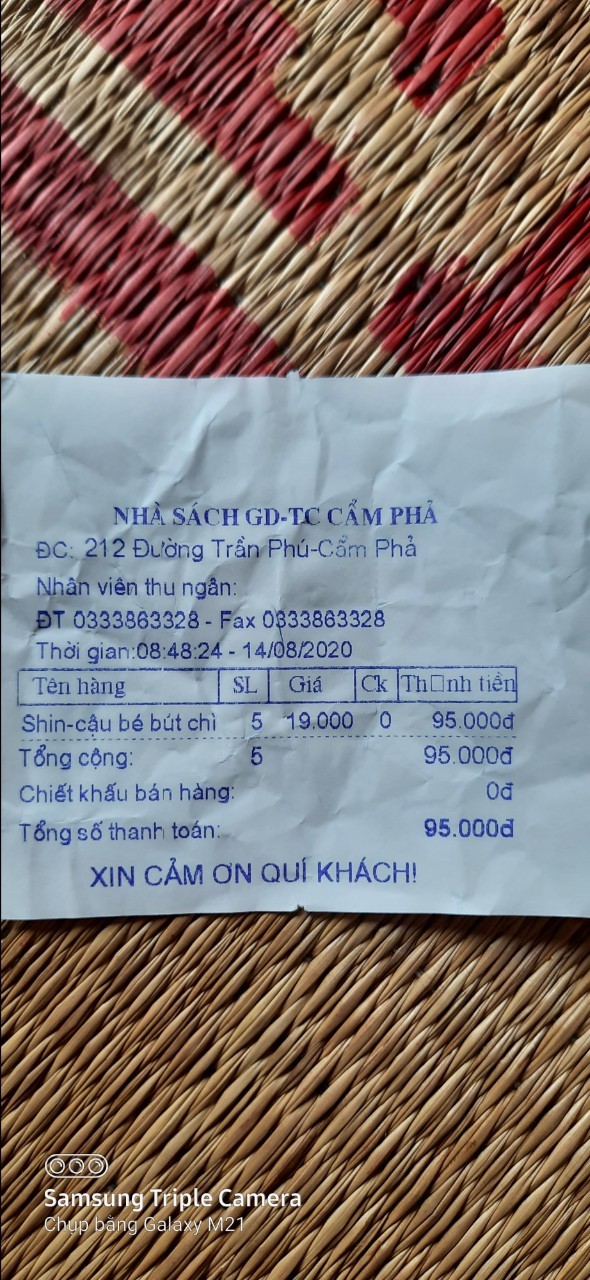 NHÀ SÁCH GD-TC CẨM PHẢ
ĐC: 212 Đường Trần Phú-Cẩm Phả
Nhân viên thu ngân:
ĐT 0333863328 - Fax 0333863328
Thời gian:08:48:24 - 14/08/2020
Tên hàng SL Giá Ck Th□nh tiền
Shin-cậu bé bút chì 5 19.000 0 95.000đ
Tổng cộng: 5 95.000đ
Chiết khấu bán hàng: 0đ
Tổng số thanh toán: 95.000đ
XIN CẢM ƠN QUÍ KHÁCH!
Samsung Triple Camera
Chụp bằng Galaxy M21